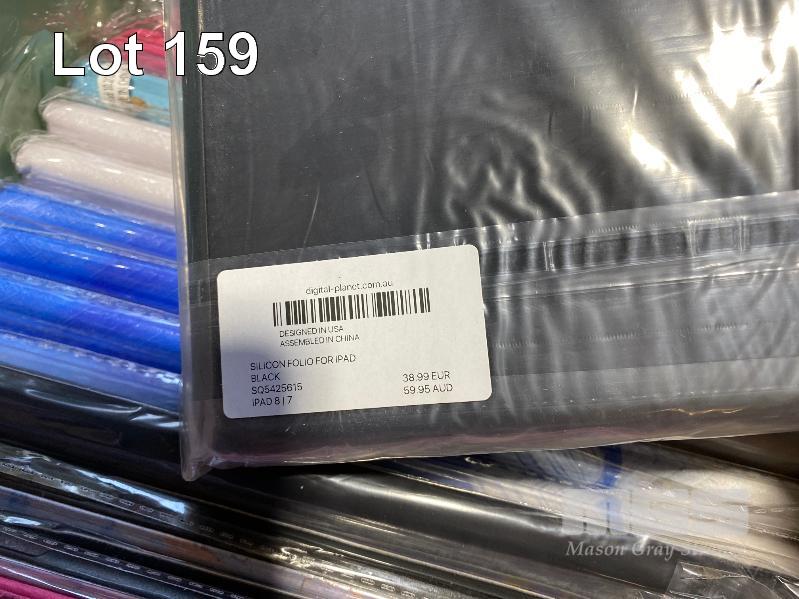 Lot 159
digital-planet.com.au
DESIGNED IN USA
ASSEMBLED IN CHINA
SILICON FOLIO FOR iPAD
BLACK 38.99 EUR
SQ5425615 59.95 AUD
iPAD 8 | 7
MGS
Mason Gray